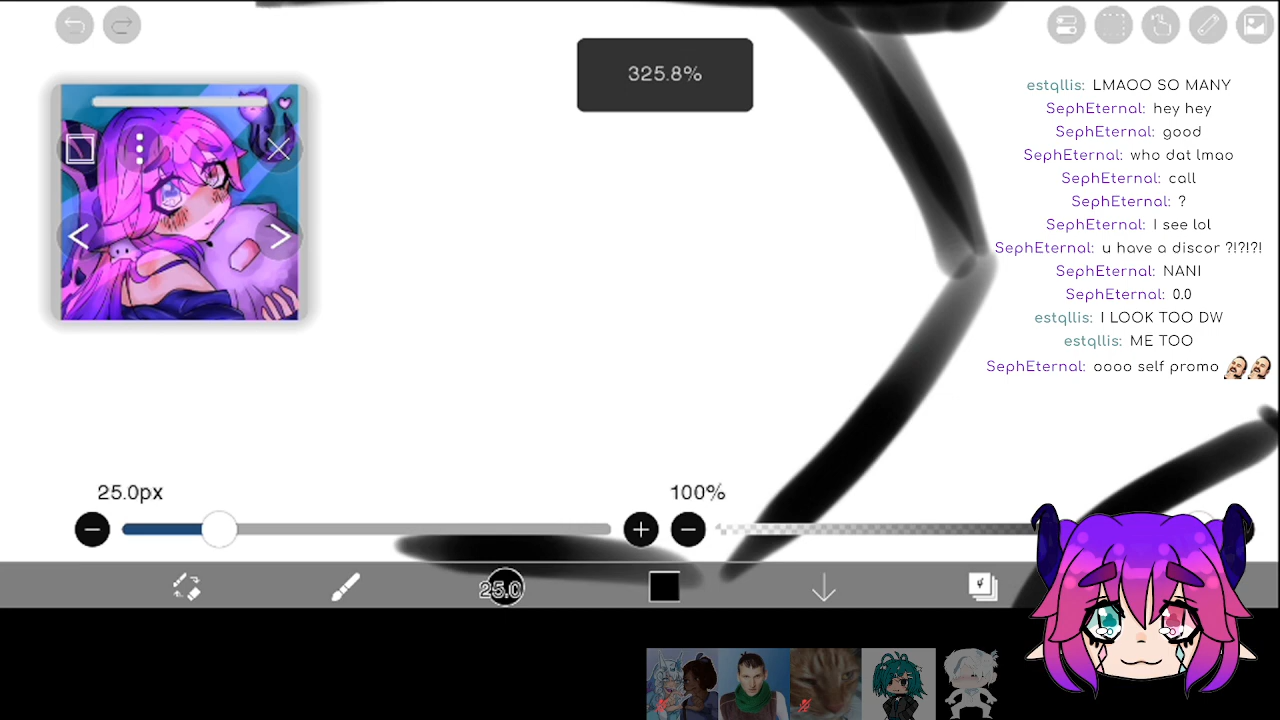 325.8%
estqllis: LMAOO SO MANY
SephEternal: hey hey
SephEternal: good
SephEternal: who dat lmao
SephEternal: call
SephEternal: ?
SephEternal: I see lol
SephEternal: u have a discor ?!?!?!
SephEternal: NANI
SephEternal: 0.0
estqllis: I LOOK TOO DW
estqllis: ME TOO
SephEternal: oooo self promo
25.0px
100%
25.0